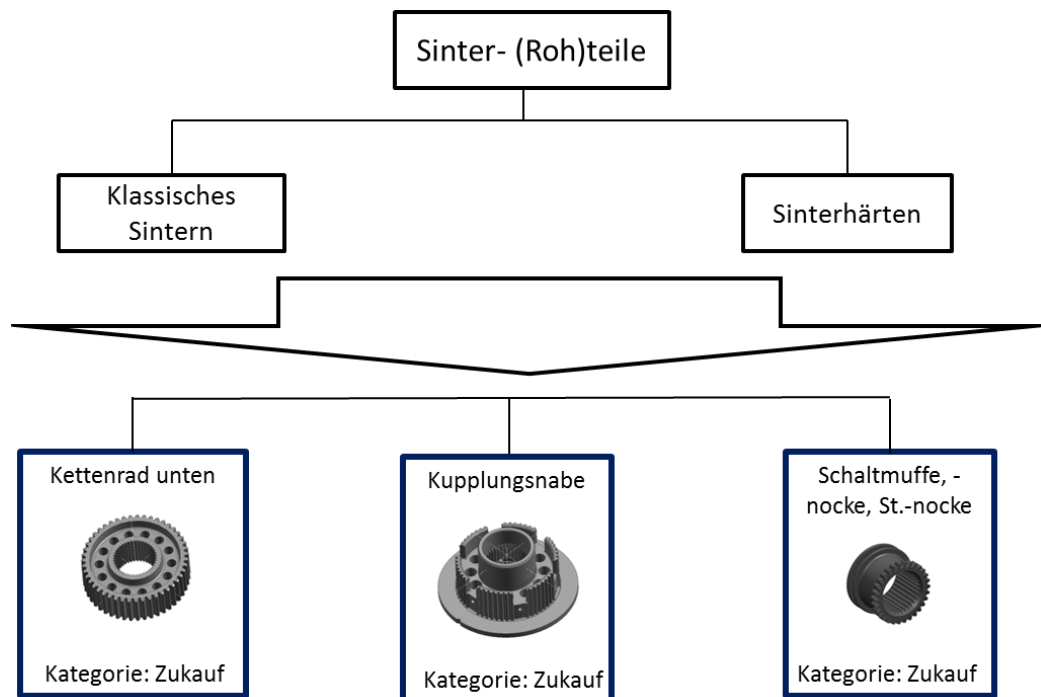 Sinter- (Roh)teile
Klassisches
Sintern
Sinterhärten
Kettenrad unten
Kategorie: Zukauf
Kupplungsnabe
Kategorie: Zukauf
Schaltmuffe, -
nocke, St.-nocke
Kategorie: Zukauf